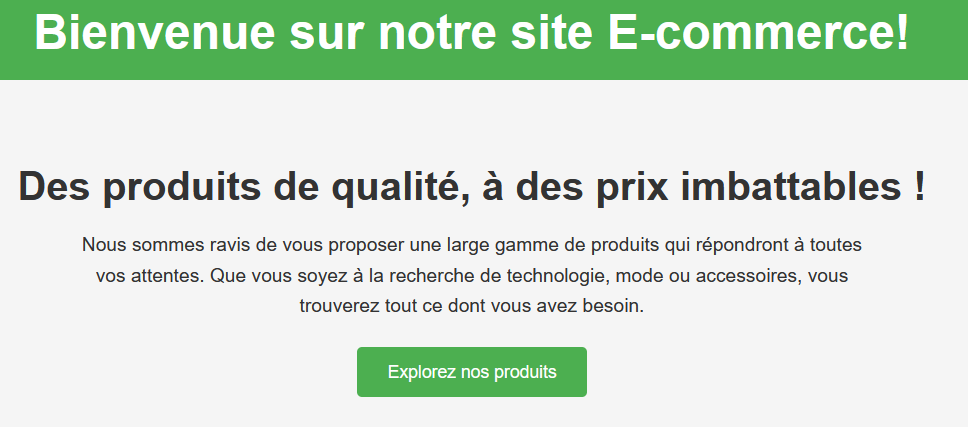 Bienvenue sur notre site E-commerce!
Des produits de qualité, à des prix imbattables !
Nous sommes ravis de vous proposer une large gamme de produits qui répondront à toutes
vos attentes. Que vous soyez à la recherche de technologie, mode ou accessoires, vous
trouverez tout ce dont vous avez besoin.
Explorez nos produits